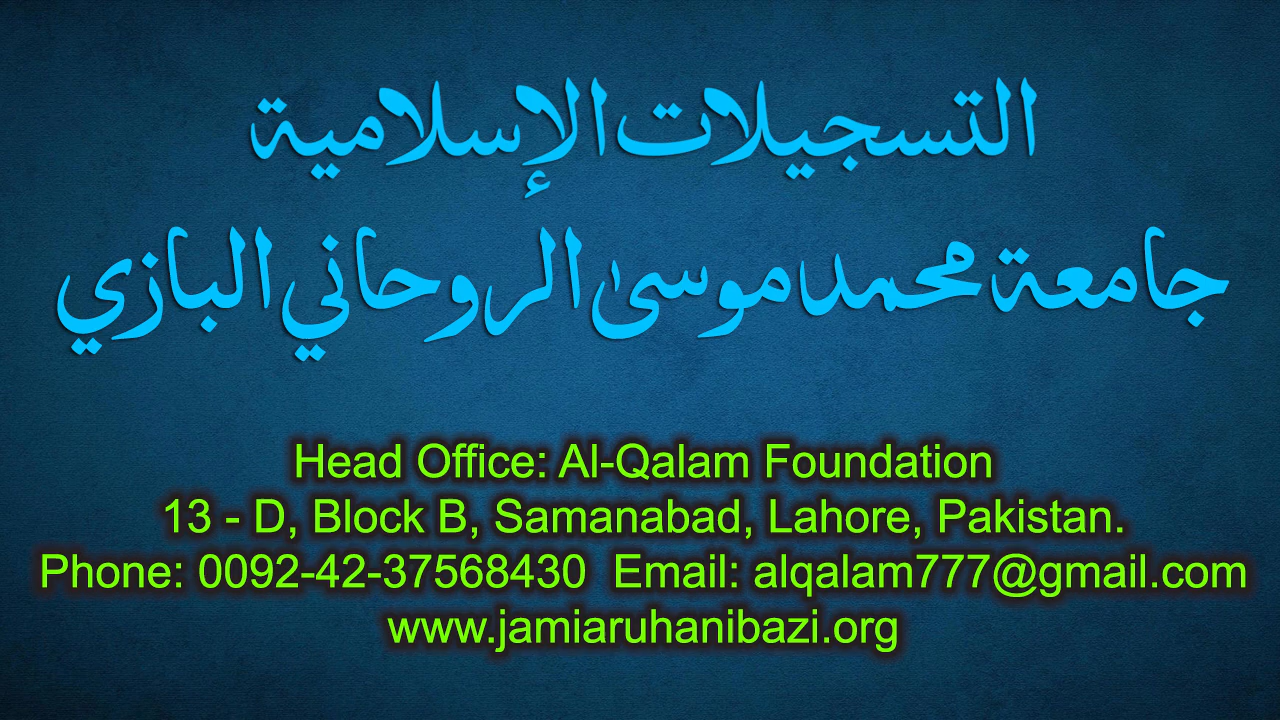 التسجيلات الإسلامية
جامعة محمد موسىٰ الروحاني البازي
Head Office: Al-Qalam Foundation
13 - D, Block B, Samanabad, Lahore, Pakistan.
Phone: 0092-42-37568430 Email: alqalam777@gmail.com
www.jamiaruhanibazi.org